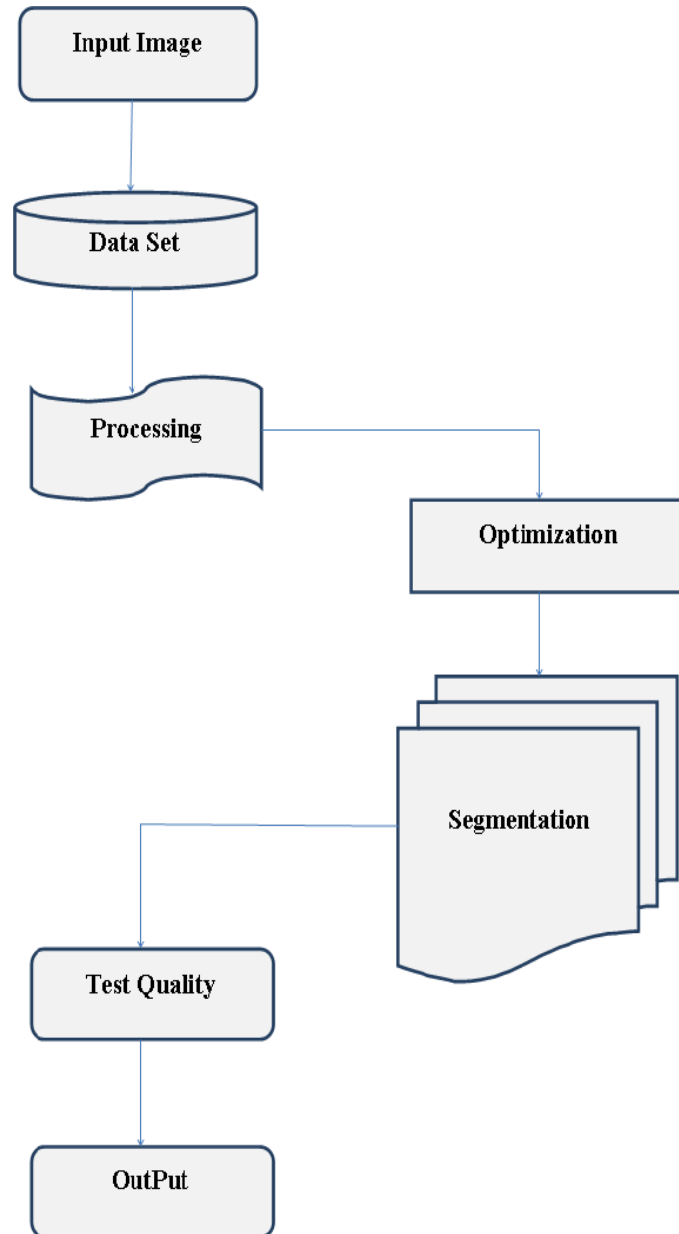 Input Image
Data Set
Processing
Optimization
Segmentation
Test Quality
OutPut